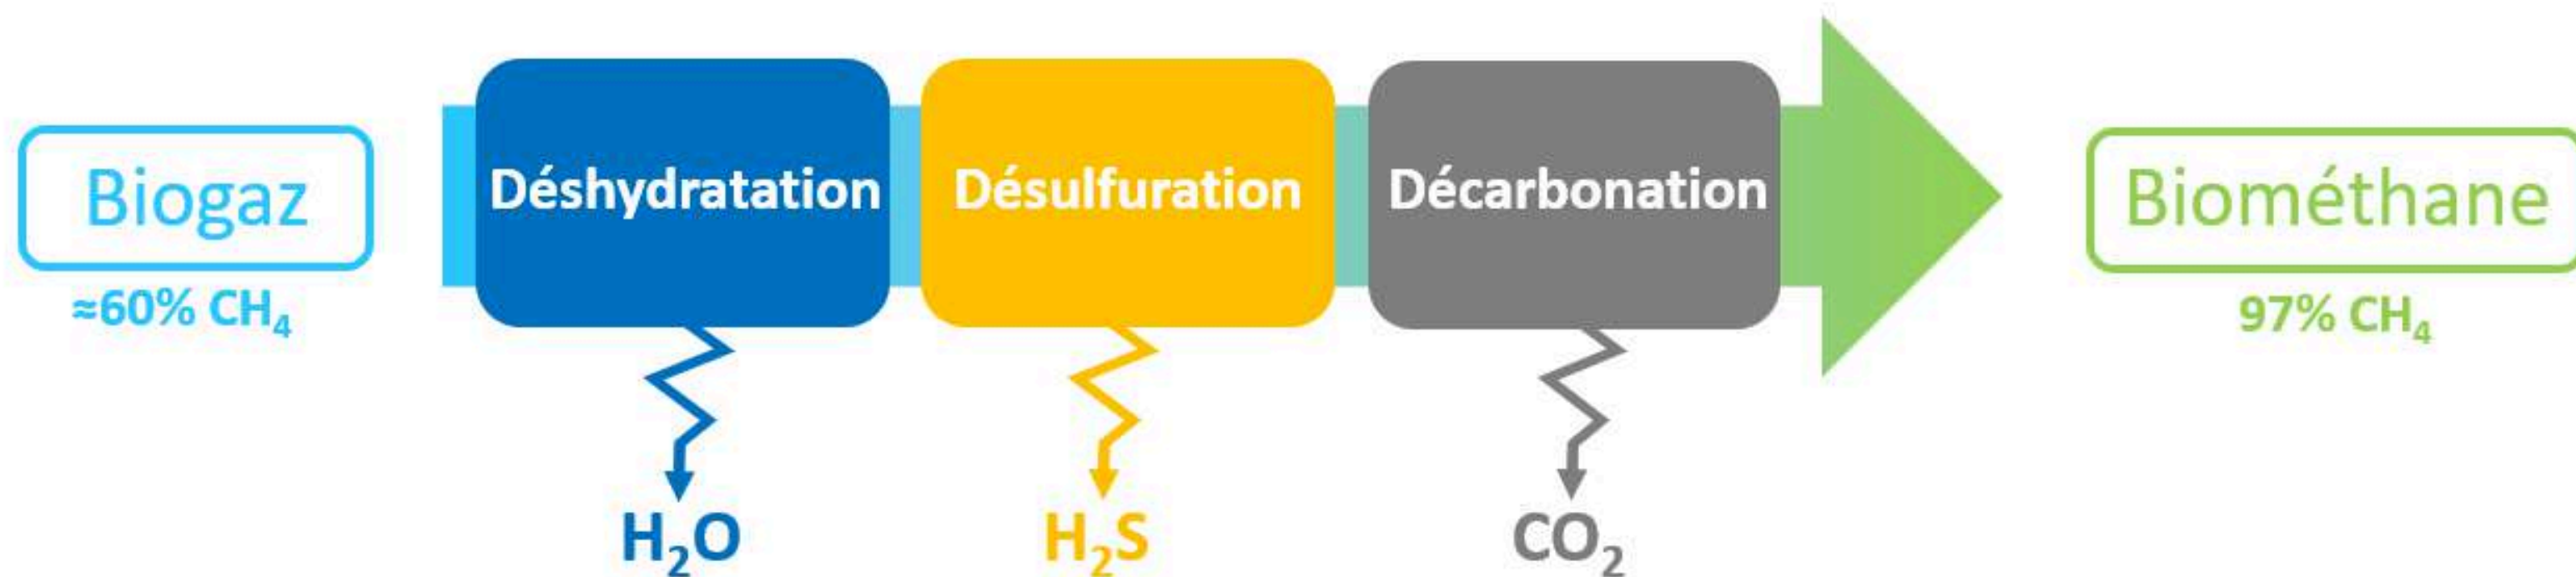 Biogaz
≈60% CH₄
Déshydratation
H₂O
Désulfuration
H₂S
Décarbonation
CO₂
Biométhane
97% CH₄